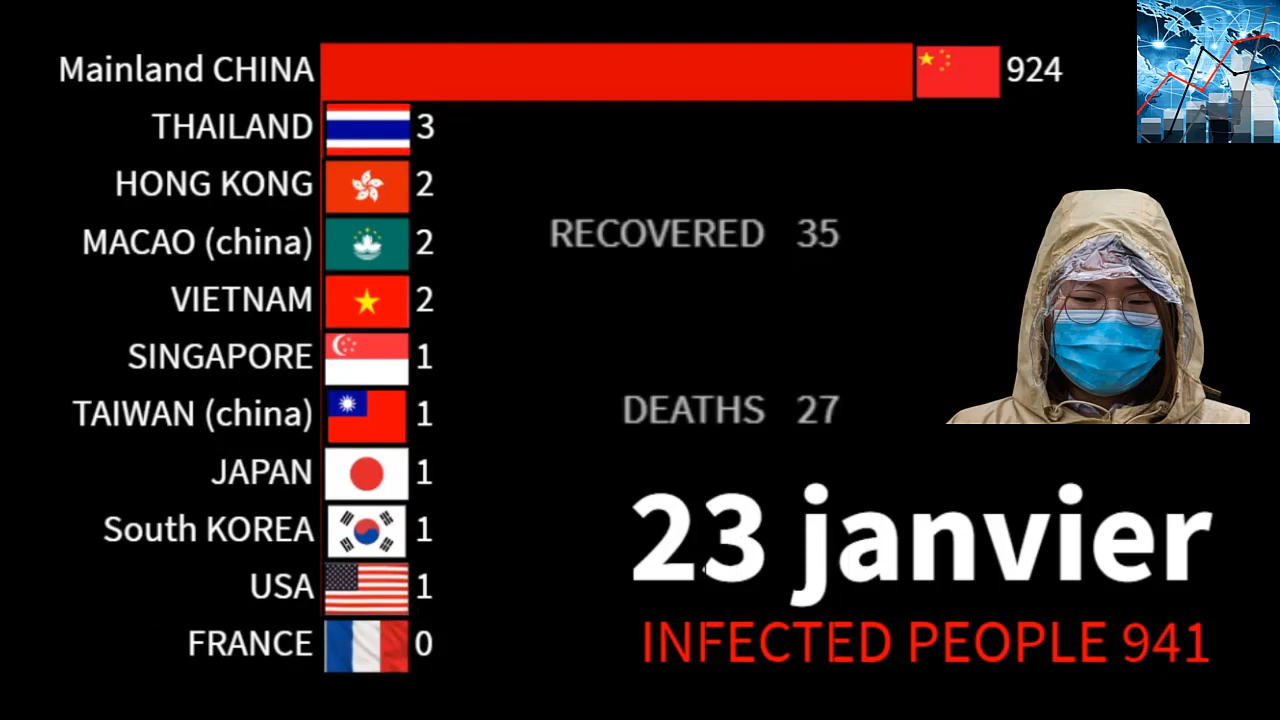 Mainland CHINA 924
THAILAND 3
HONG KONG 2
MACAO (china) 2
VIETNAM 2
SINGAPORE 1
TAIWAN (china) 1
JAPAN 1
South KOREA 1
USA 1
FRANCE 0
RECOVERED 35
DEATHS 27
23 janvier
INFECTED PEOPLE 941